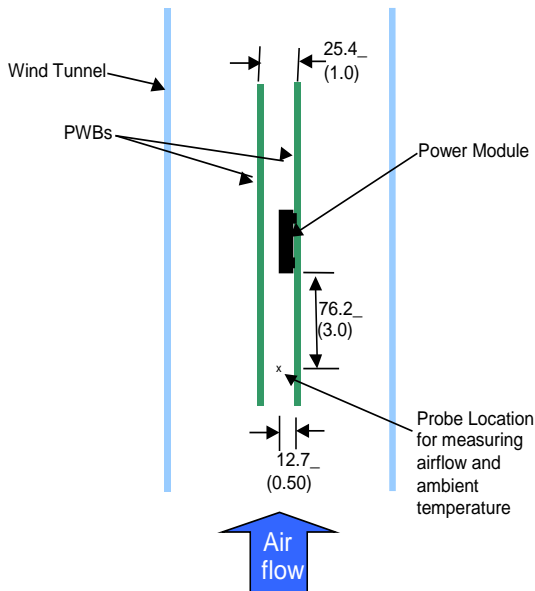 25.4_
(1.0)
Wind Tunnel
PWBs
Power Module
76.2_
(3.0)
x
Probe Location
for measuring
airflow and
ambient
temperature
12.7_
(0.50)
Air
flow